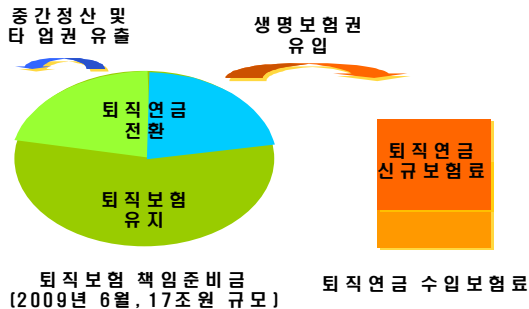 중간정산 및
타 업권 유출
생명보험권
유입
퇴직연금
전환
퇴직보험
유지
퇴직연금
신규보험료
퇴직보험 책임준비금
(2009년 6월,17조원 규모)
퇴직연금 수입보험료